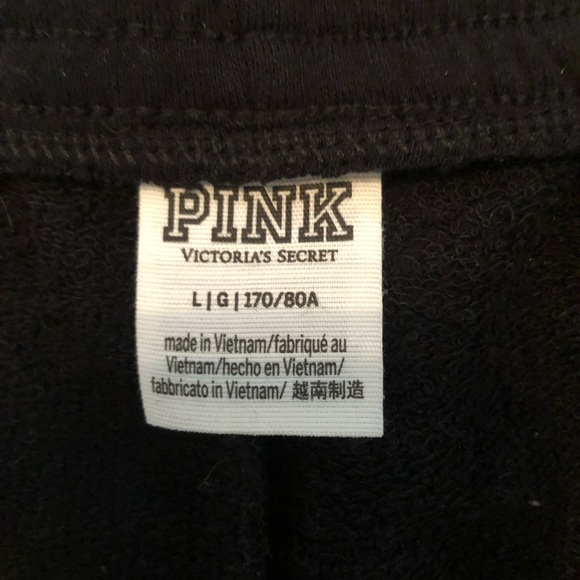 PINK
VICTORIA'S SECRET
L | G | 170/80A
made in Vietnam/fabriqué au
Vietnam/hecho en Vietnam/
fabbricato in Vietnam/ 越南制造